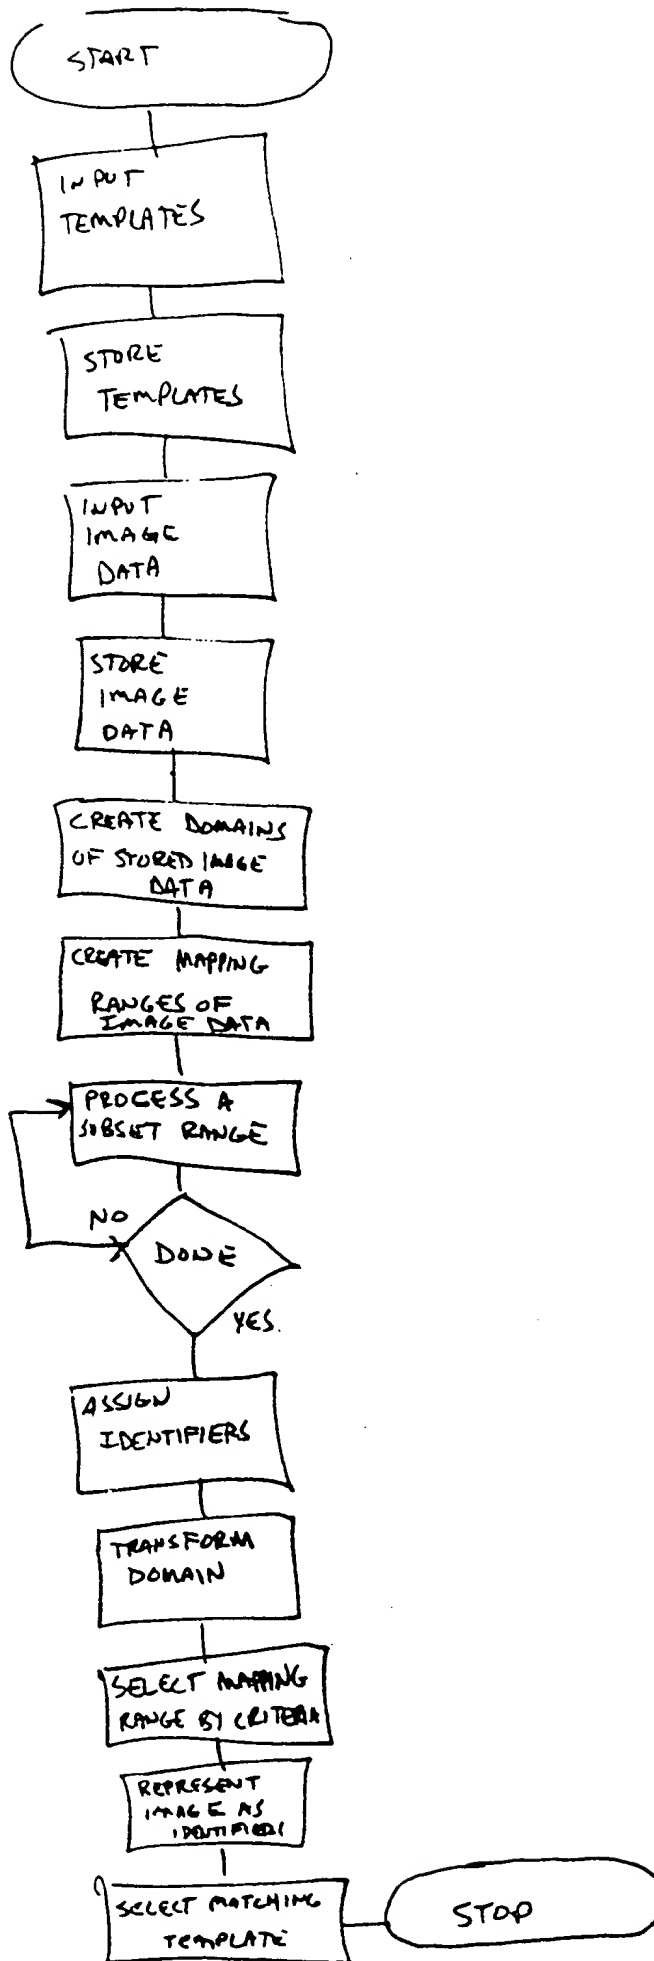 START
INPUT
TEMPLATES
STORE
TEMPLATES
INPUT
IMAGE
DATA
STORE
IMAGE
DATA
CREATE DOMAINS
OF STORED IMAGE
DATA
CREATE MAPPING
RANGES OF
IMAGE DATA
PROCESS A
SUBSET RANGE
NO
DONE
YES.
ASSIGN
IDENTIFIERS
TRANSFORM
DOMAIN
SELECT MAPPING
RANGE BY CRITERIA
REPRESENT
IMAGE AS
IDENTIFIERS
SELECT MATCHING
TEMPLATE
STOP